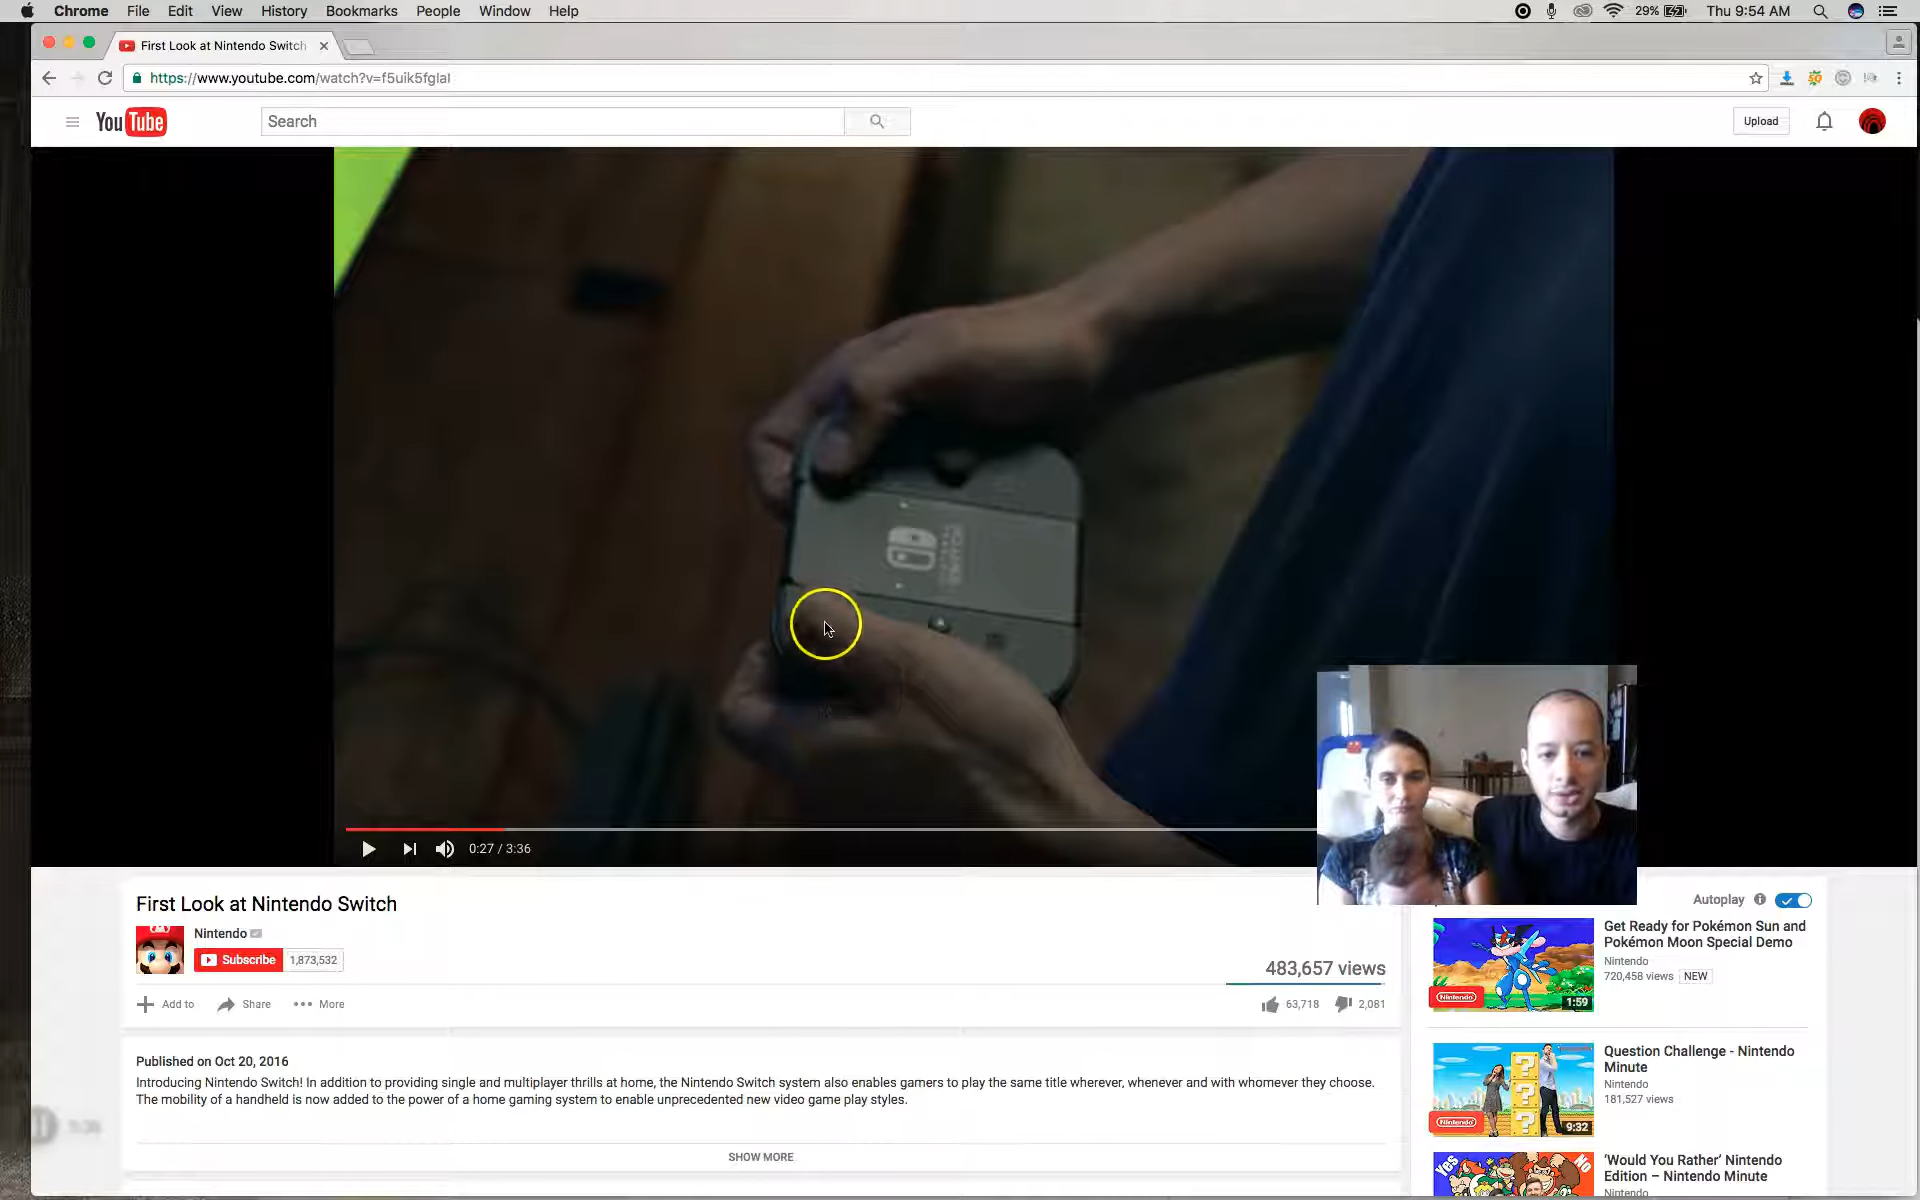 Chrome File Edit View History Bookmarks People Window Help 29% Thu 9:54 AM
First Look at Nintendo Switch
https://www.youtube.com/watch?v=f5uik5fglaI
YouTube Search Upload
0:27 / 3:36
First Look at Nintendo Switch
Nintendo
Subscribe 1,873,532
483,657 views
Add to Share More 63,718 2,081
Published on Oct 20, 2016
Introducing Nintendo Switch! In addition to providing single and multiplayer thrills at home, the Nintendo Switch system also enables gamers to play the same title wherever, whenever and with whomever they choose.
The mobility of a handheld is now added to the power of a home gaming system to enable unprecedented new video game play styles.
SHOW MORE
Autoplay
Get Ready for Pokémon Sun and
Pokémon Moon Special Demo
Nintendo
720,458 views NEW
Nintendo
1:59
Question Challenge - Nintendo
Minute
Nintendo
181,527 views
Nintendo
9:32
'Would You Rather' Nintendo
Edition – Nintendo Minute
Nintendo
Yes No